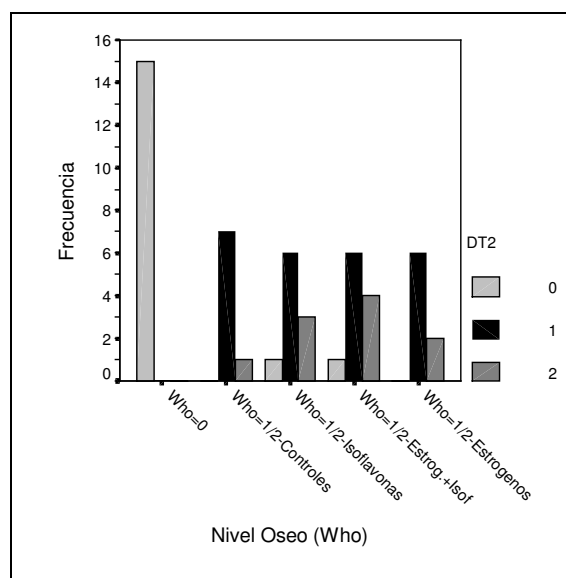 16
14
12
10
8
6
4
2
0
Frecuencia
Who=0
Who=1/2-Controles
Who=1/2-Isoflavonas
Who=1/2-Estrog.+Isof
Who=1/2-Estrogenos
Nivel Oseo (Who)
DT2
0
1
2